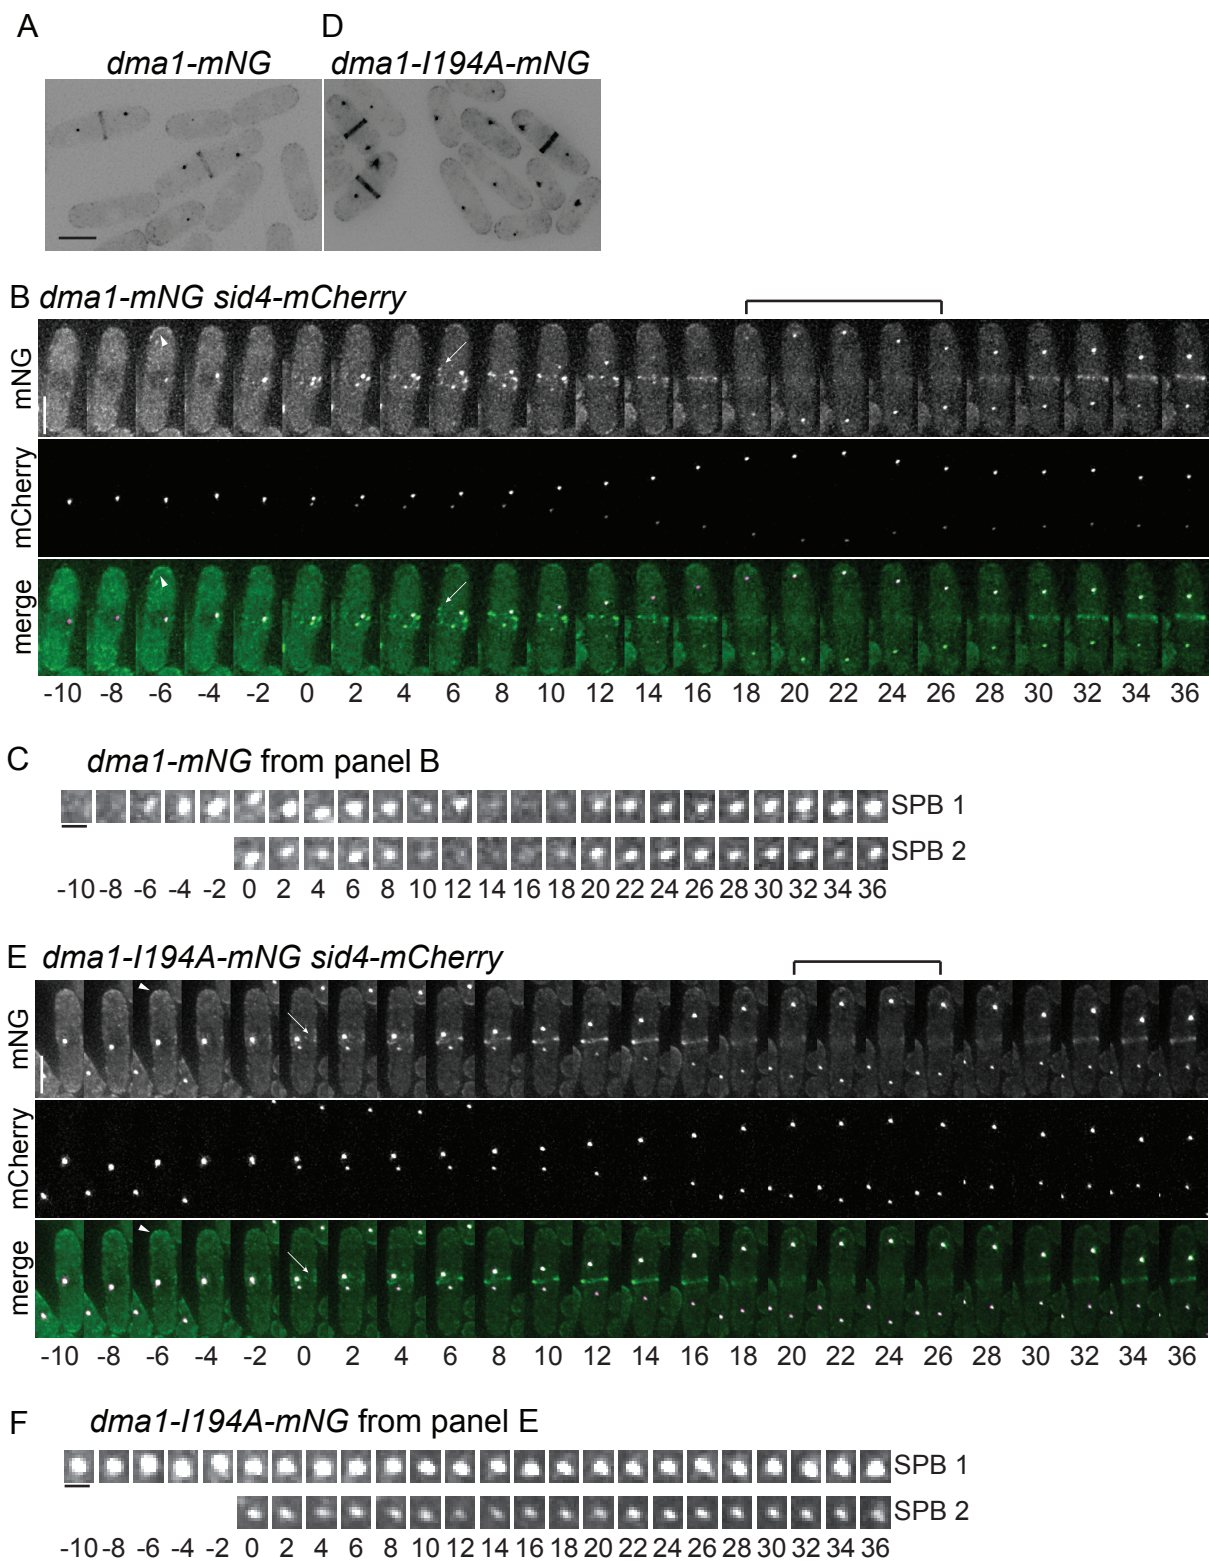 A
D
dma1-mNG
dma1-I194A-mNG
B dma1-mNG sid4-mCherry
mNG
mCherry
merge
-10 -8 -6 -4 -2 0 2 4 6 8 10 12 14 16 18 20 22 24 26 28 30 32 34 36
C dma1-mNG from panel B
SPB 1
SPB 2
-10 -8 -6 -4 -2 0 2 4 6 8 10 12 14 16 18 20 22 24 26 28 30 32 34 36
E dma1-I194A-mNG sid4-mCherry
mNG
mCherry
merge
-10 -8 -6 -4 -2 0 2 4 6 8 10 12 14 16 18 20 22 24 26 28 30 32 34 36
F dma1-I194A-mNG from panel E
SPB 1
SPB 2
-10 -8 -6 -4 -2 0 2 4 6 8 10 12 14 16 18 20 22 24 26 28 30 32 34 36